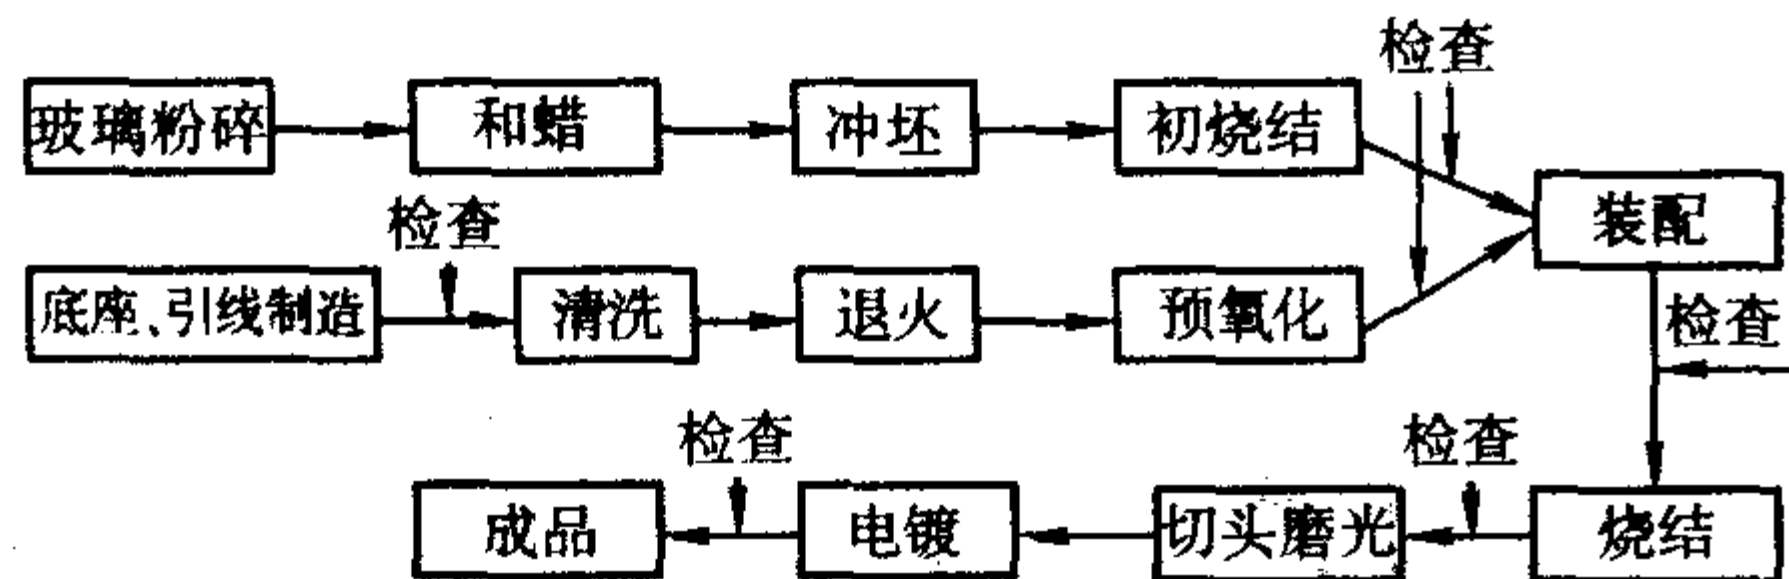 检查
玻璃粉碎
和蜡
冲坯
初烧结
装配
检查
底座、引线制造
清洗
退火
预氧化
检查
检查
检查
成品
电镀
切头磨光
烧结